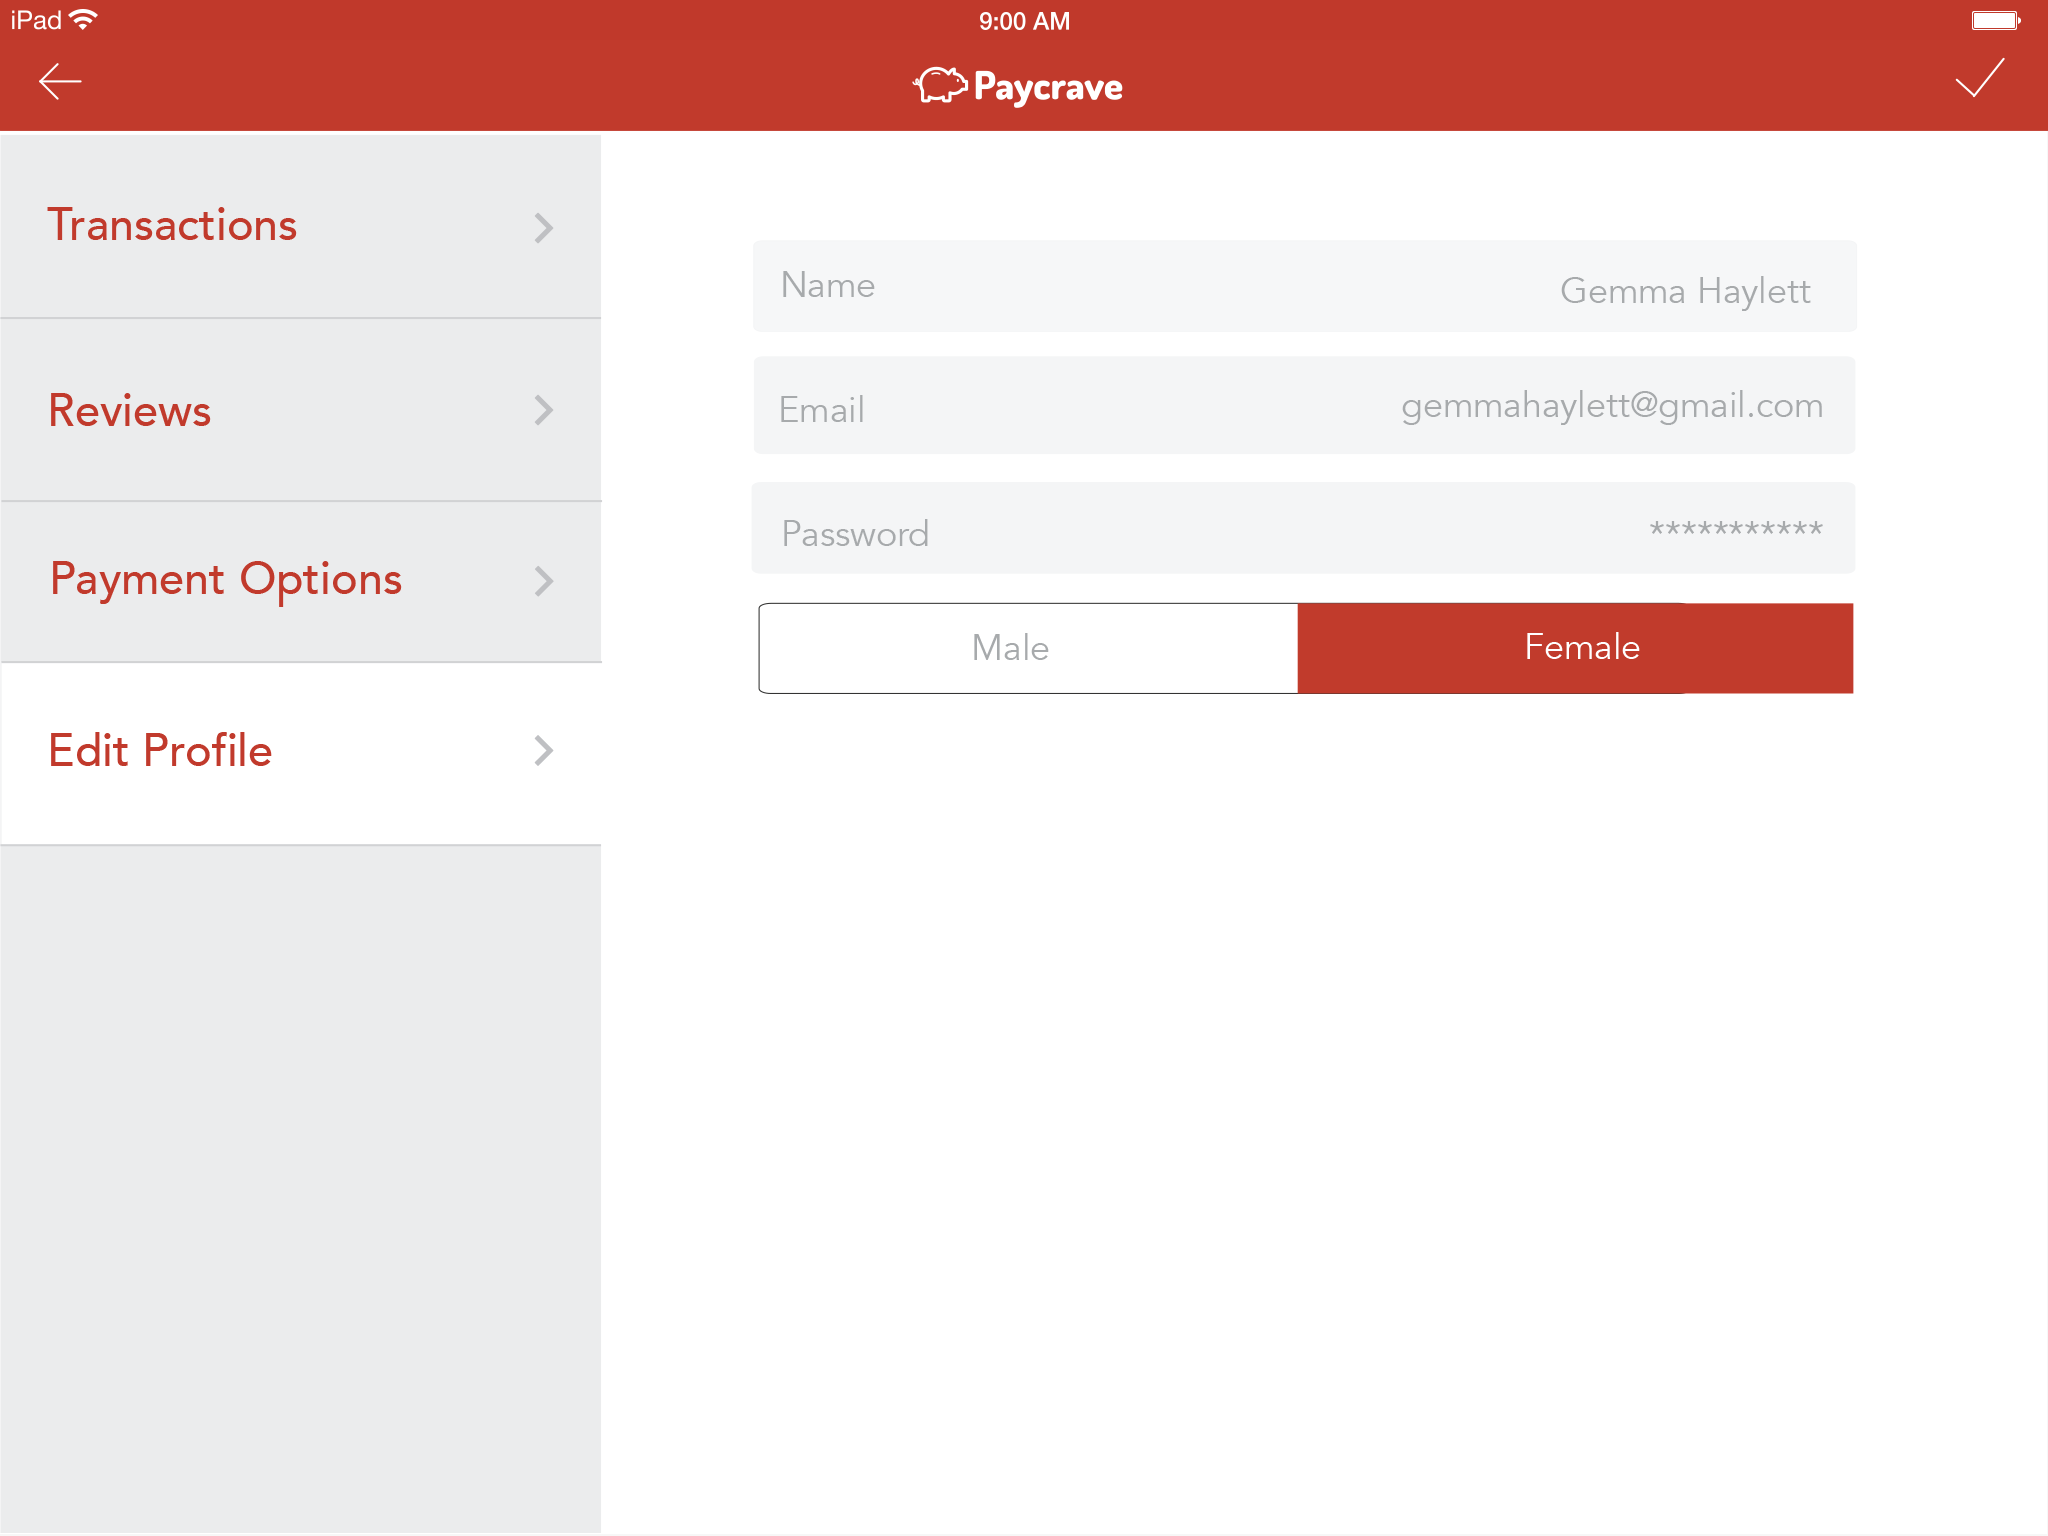 iPad
9:00 AM
Paycrave
Transactions
Reviews
Payment Options
Edit Profile
Name
Gemma Haylett
Email
gemmahaylett@gmail.com
Password
***********
Male
Female